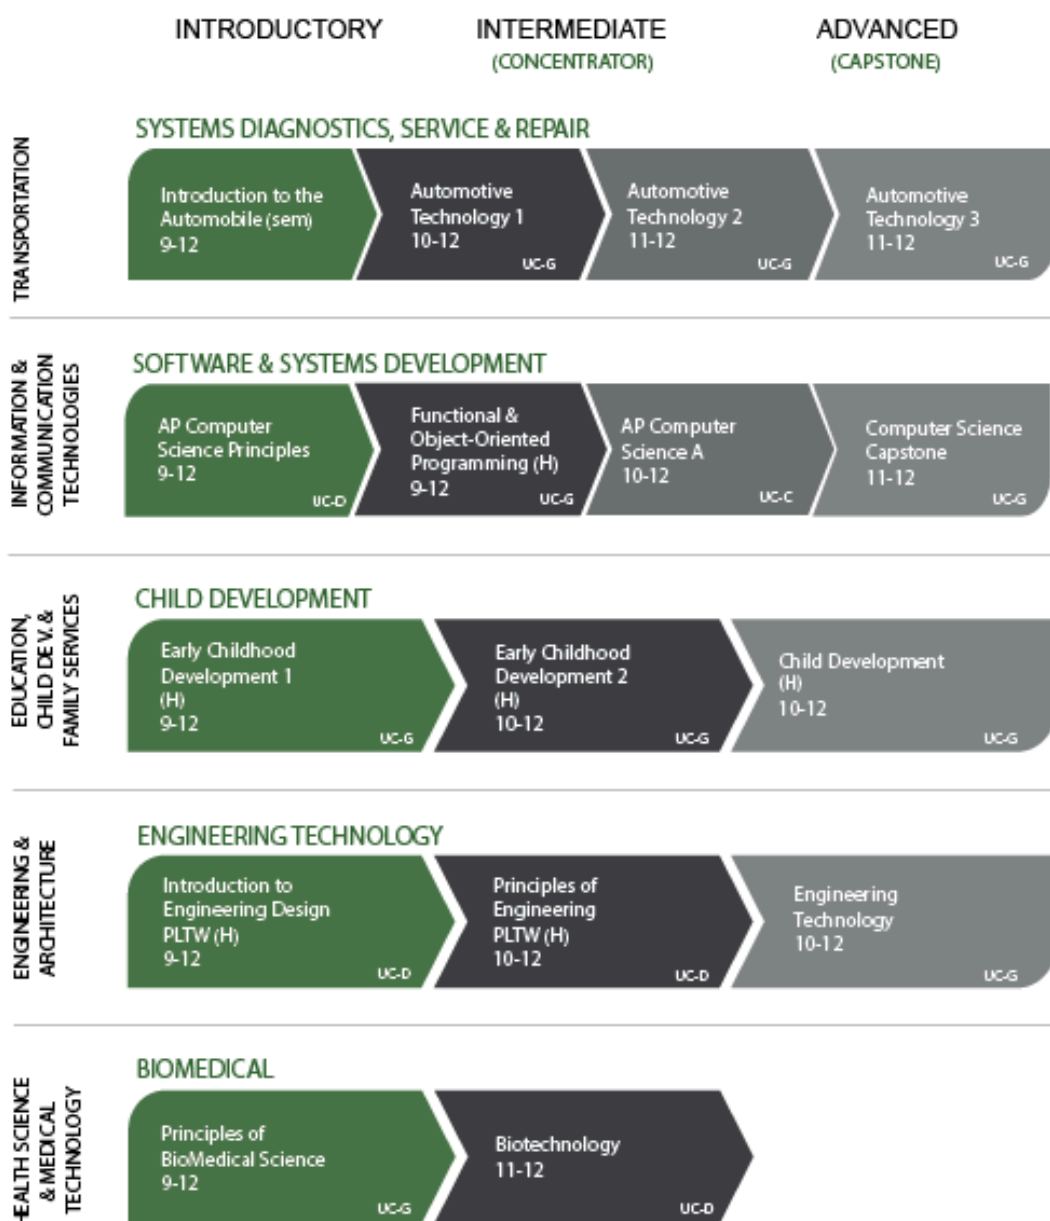 INTRODUCTORY
INTERMEDIATE
(CONCENTRATOR)
ADVANCED
(CAPSTONE)
TRANSPORTATION
SYSTEMS DIAGNOSTICS, SERVICE & REPAIR
Introduction to the
Automobile (sem)
9-12
Automotive
Technology 1
10-12
UC-G
Automotive
Technology 2
11-12
UC-G
Automotive
Technology 3
11-12
UC-G
INFORMATION &
COMMUNICATION
TECHNOLOGIES
SOFTWARE & SYSTEMS DEVELOPMENT
AP Computer
Science Principles
9-12
UC-D
Functional &
Object-Oriented
Programming (H)
9-12
UC-G
AP Computer
Science A
10-12
UC-C
Computer Science
Capstone
11-12
UC-G
EDUCATION,
CHILD DEV. &
FAMILY SERVICES
CHILD DEVELOPMENT
Early Childhood
Development 1
(H)
9-12
UC-G
Early Childhood
Development 2
(H)
10-12
UC-G
Child Development
(H)
10-12
UC-G
ENGINEERING &
ARCHITECTURE
ENGINEERING TECHNOLOGY
Introduction to
Engineering Design
PLTW (H)
9-12
UC-D
Principles of
Engineering
PLTW (H)
10-12
UC-D
Engineering
Technology
10-12
UC-G
HEALTH SCIENCE
& MEDICAL
TECHNOLOGY
BIOMEDICAL
Principles of
BioMedical Science
9-12
UC-G
Biotechnology
11-12
UC-D